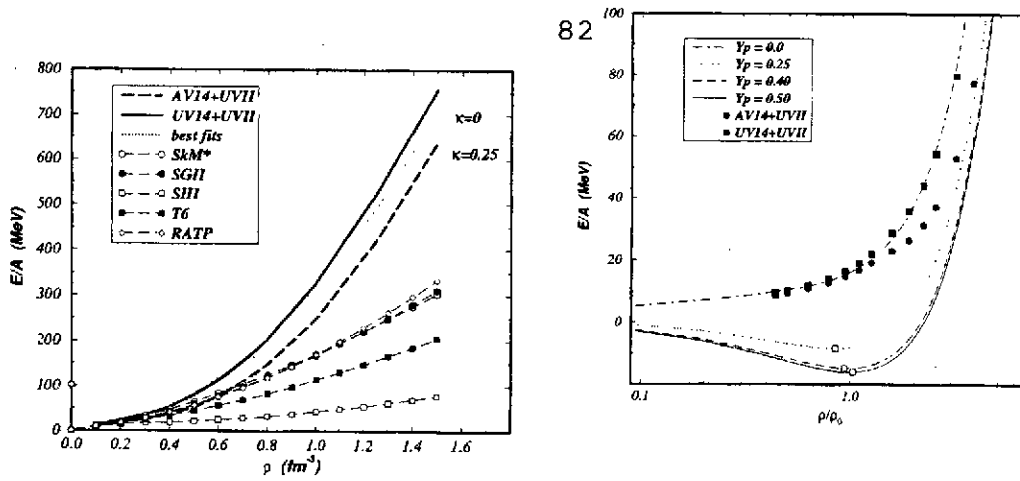 800
700
600
500
400
300
200
100
0
E/A (MeV)
AV14+UVII
UV14+UVII
best fits
SkM*
SGII
SIII
T6
RATP
κ=0
κ=0.25
0.0 0.2 0.4 0.6 0.8 1.0 1.2 1.4 1.6
ρ (fm⁻³)
82
100
80
60
40
20
0
E/A (MeV)
Yp = 0.0
Yp = 0.25
Yp = 0.40
Yp = 0.50
AV14+UVII
UV14+UVII
0.1 1.0
ρ/ρ₀